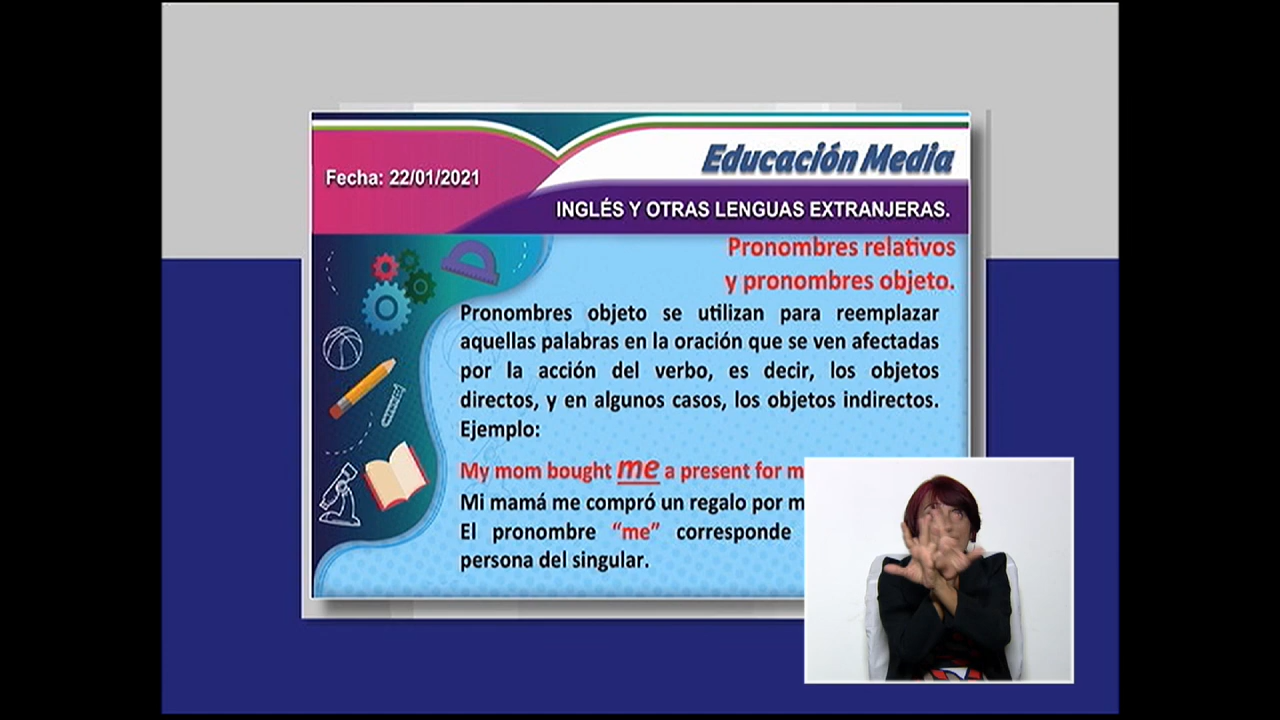 Educación Media
Fecha: 22/01/2021
INGLÉS Y OTRAS LENGUAS EXTRANJERAS.
Pronombres relativos
y pronombres objeto.
Pronombres objeto se utilizan para reemplazar
aquellas palabras en la oración que se ven afectadas
por la acción del verbo, es decir, los objetos
directos, y en algunos casos, los objetos indirectos.
Ejemplo:
My mom bought me a present for
Mi mamá me compró un regalo por
El pronombre “me” corresponde
persona del singular.